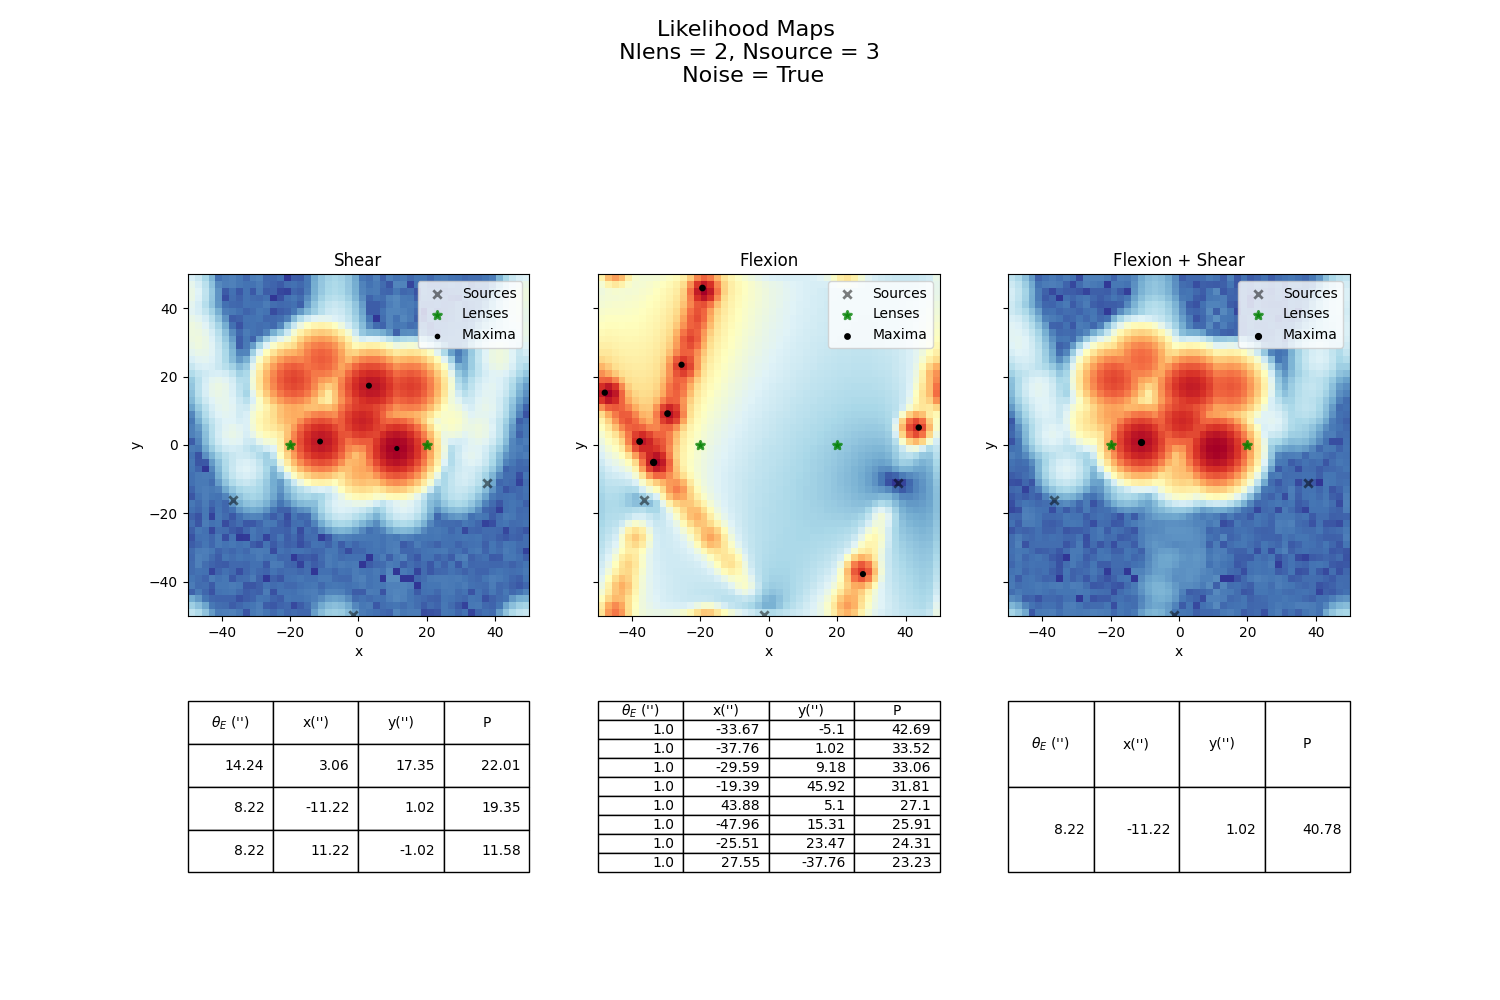 Likelihood Maps
Nlens = 2, Nsource = 3
Noise = True
Shear
Sources
Lenses
Maxima
40
20
0
−20
−40
y
−40 −20 0 20 40
x
Flexion
Sources
Lenses
Maxima
y
−40 −20 0 20 40
x
Flexion + Shear
Sources
Lenses
Maxima
y
−40 −20 0 20 40
x
θ_E ('') x('') y('') P
14.24 3.06 17.35 22.01
8.22 -11.22 1.02 19.35
8.22 11.22 -1.02 11.58
θ_E ('') x('') y('') P
1.0 -33.67 -5.1 42.69
1.0 -37.76 1.02 33.52
1.0 -29.59 9.18 33.06
1.0 -19.39 45.92 31.81
1.0 43.88 5.1 27.1
1.0 -47.96 15.31 25.91
1.0 -25.51 23.47 24.31
1.0 27.55 -37.76 23.23
θ_E ('') x('') y('') P
8.22 -11.22 1.02 40.78